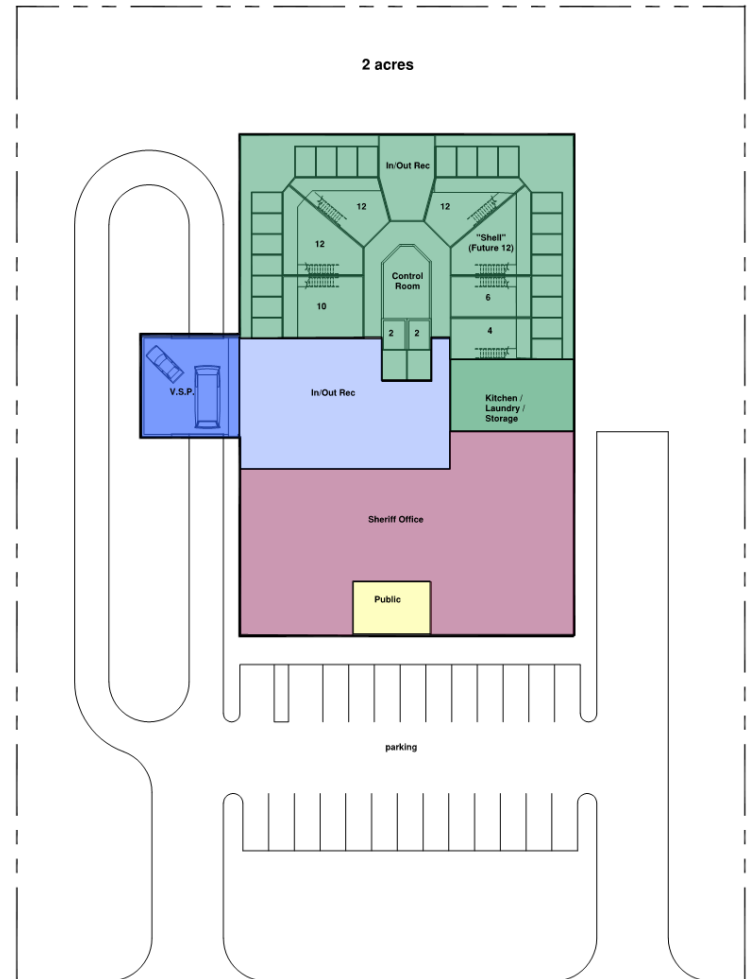 2 acres
In/Out Rec
12
12
12
"Shell"
(Future 12)
Control
Room
10
6
2
2
4
V.S.P.
In/Out Rec
Kitchen /
Laundry /
Storage
Sheriff Office
Public
parking